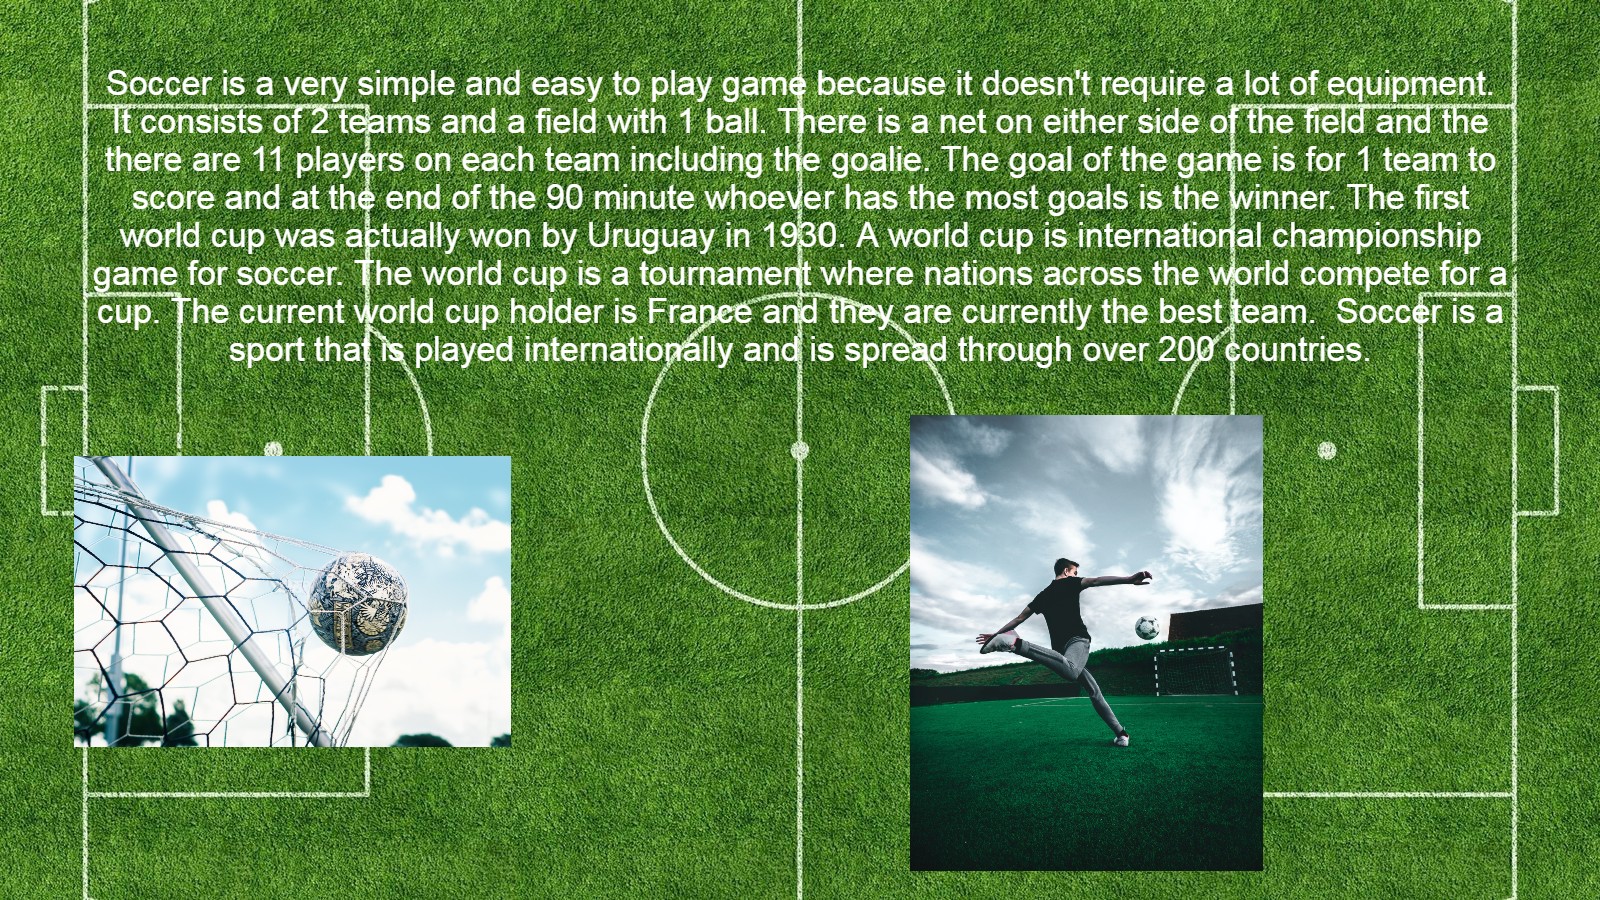 Soccer is a very simple and easy to play game because it doesn't require a lot of equipment.
It consists of 2 teams and a field with 1 ball. There is a net on either side of the field and the
there are 11 players on each team including the goalie. The goal of the game is for 1 team to
score and at the end of the 90 minute whoever has the most goals is the winner. The first
world cup was actually won by Uruguay in 1930. A world cup is international championship
game for soccer. The world cup is a tournament where nations across the world compete for a
cup. The current world cup holder is France and they are currently the best team.  Soccer is a
sport that is played internationally and is spread through over 200 countries.